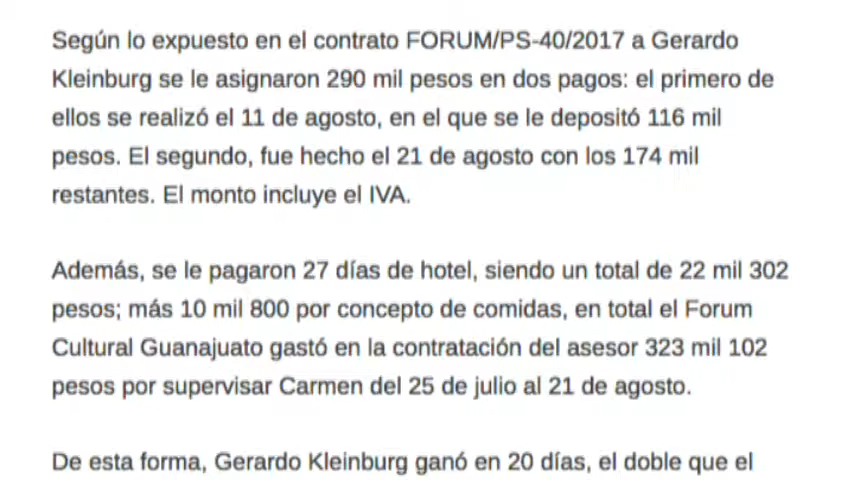 Según lo expuesto en el contrato FORUM/PS-40/2017 a Gerardo
Kleinburg se le asignaron 290 mil pesos en dos pagos: el primero de
ellos se realizó el 11 de agosto, en el que se le depositó 116 mil
pesos. El segundo, fue hecho el 21 de agosto con los 174 mil
restantes. El monto incluye el IVA.
Además, se le pagaron 27 días de hotel, siendo un total de 22 mil 302
pesos; más 10 mil 800 por concepto de comidas, en total el Forum
Cultural Guanajuato gastó en la contratación del asesor 323 mil 102
pesos por supervisar Carmen del 25 de julio al 21 de agosto.
De esta forma, Gerardo Kleinburg ganó en 20 días, el doble que el